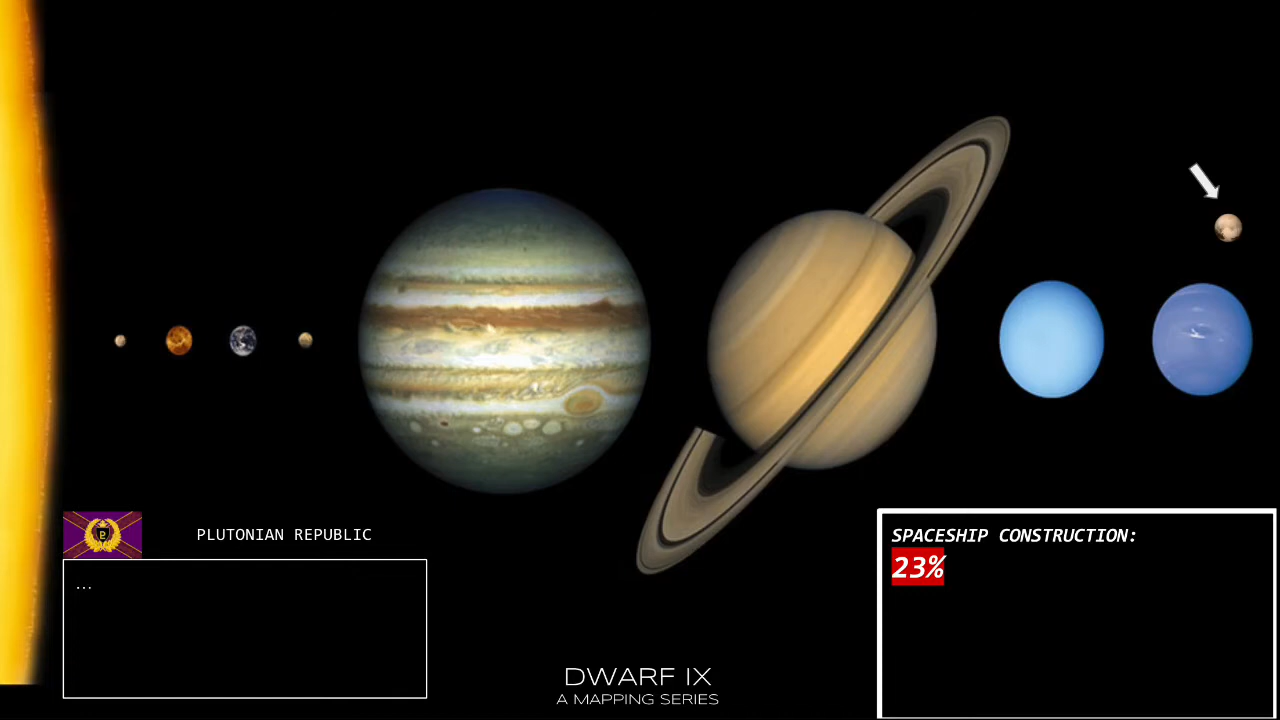 PLUTONIAN REPUBLIC
...
SPACESHIP CONSTRUCTION:
23%
DWARF IX
A MAPPING SERIES